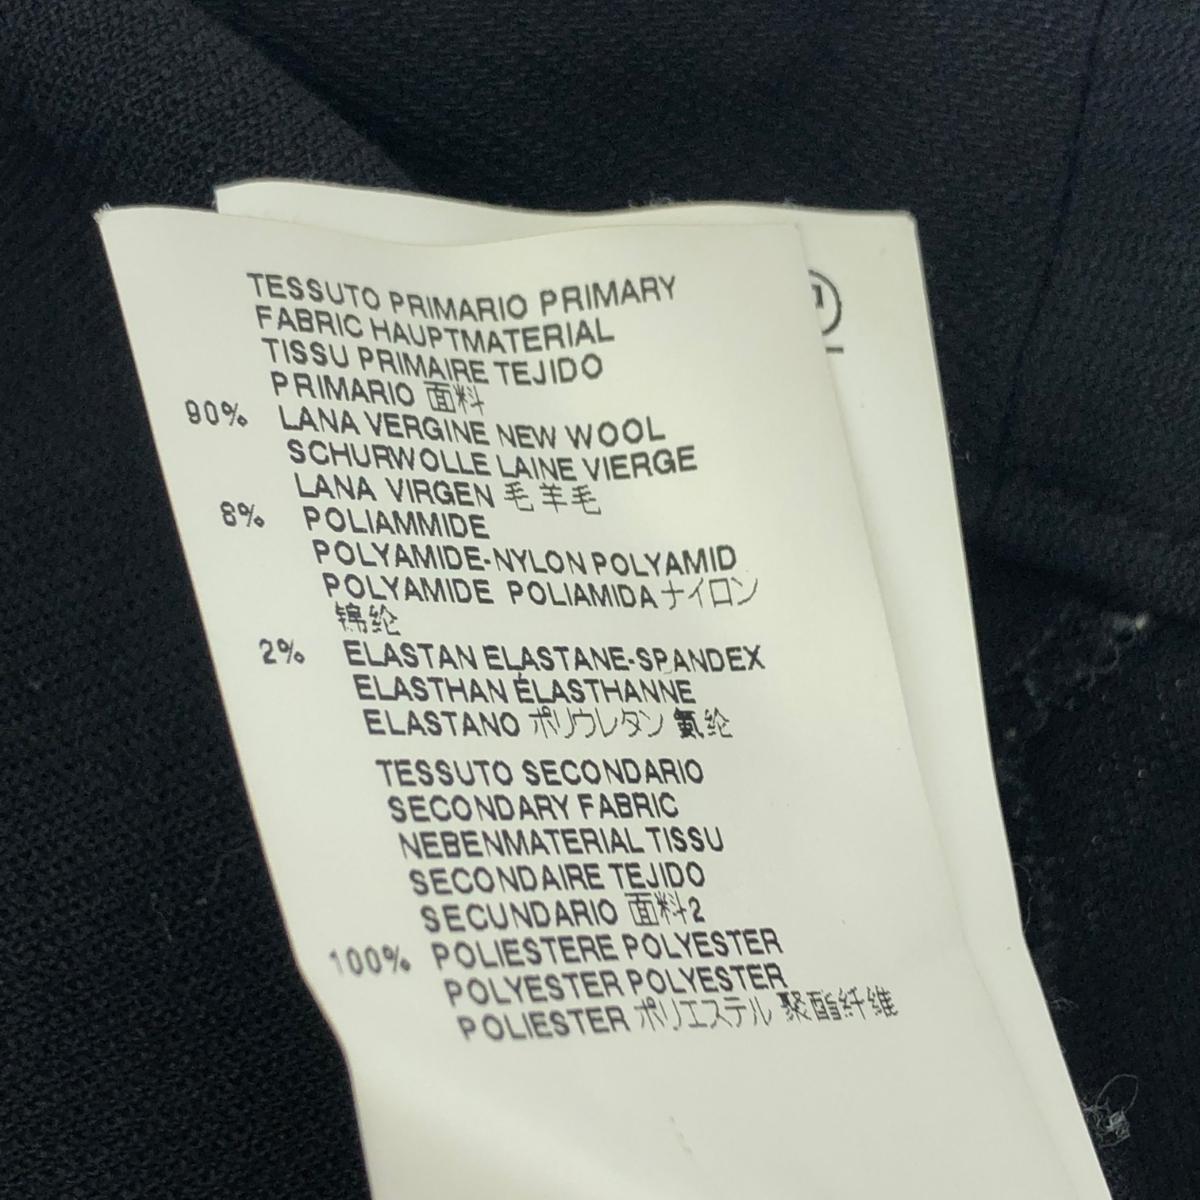 TESSUTO PRIMARIO PRIMARY
FABRIC HAUPTMATERIAL
TISSU PRIMAIRE TEJIDO
PRIMARIO 面料
90% LANA VERGINE NEW WOOL
SCHURWOLLE LAINE VIERGE
LANA VIRGEN 毛 羊毛
8% POLIAMMIDE
POLYAMIDE-NYLON POLYAMID
POLYAMIDE POLIAMIDA ナイロン
锦纶
2% ELASTAN ELASTANE-SPANDEX
ELASTHAN ÉLASTHANNE
ELASTANO ポリウレタン 氨纶
TESSUTO SECONDARIO
SECONDARY FABRIC
NEBENMATERIAL TISSU
SECONDAIRE TEJIDO
SECUNDARIO 面料2
100% POLIESTERE POLYESTER
POLYESTER POLYESTER
POLIESTER ポリエステル 聚酯纤维